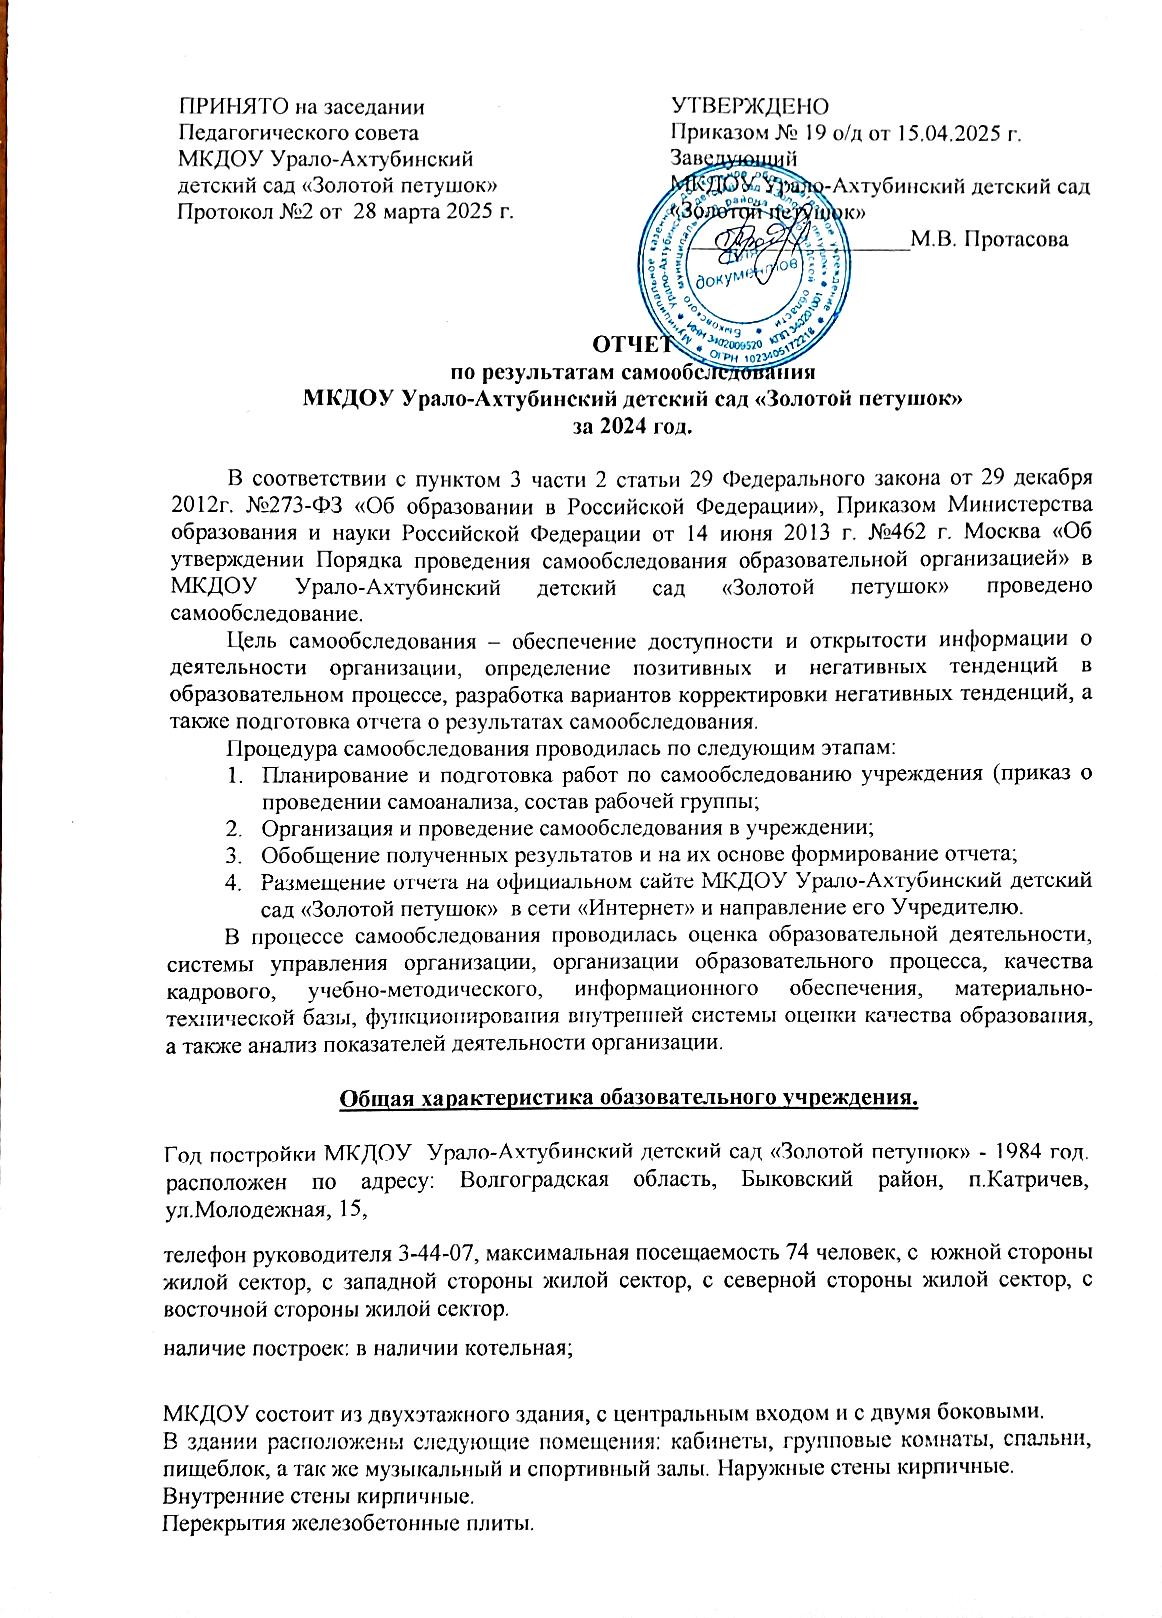 ПРИНЯТО на заседании
Педагогического совета
МКДОУ Урало-Ахтубинский
детский сад «Золотой петушок»
Протокол №2 от 28 марта 2025 г.
УТВЕРЖДЕНО
Приказом № 19 о/д от 15.04.2025 г.
Заведующий
МКДОУ Урало-Ахтубинский детский сад
«Золотой петушок»
____________________М.В. Протасова
Для
документов
ИНН 3402009520 КПП 340201001
ОГРН 1023405172218
ОТЧЕТ
по результатам самообследования
МКДОУ Урало-Ахтубинский детский сад «Золотой петушок»
за 2024 год.
В соответствии с пунктом 3 части 2 статьи 29 Федерального закона от 29 декабря
2012г. №273-ФЗ «Об образовании в Российской Федерации», Приказом Министерства
образования и науки Российской Федерации от 14 июня 2013 г. №462 г. Москва «Об
утверждении Порядка проведения самообследования образовательной организацией» в
МКДОУ Урало-Ахтубинский детский сад «Золотой петушок» проведено
самообследование.
Цель самообследования – обеспечение доступности и открытости информации о
деятельности организации, определение позитивных и негативных тенденций в
образовательном процессе, разработка вариантов корректировки негативных тенденций, а
также подготовка отчета о результатах самообследования.
Процедура самообследования проводилась по следующим этапам:
1. Планирование и подготовка работ по самообследованию учреждения (приказ о
проведении самоанализа, состав рабочей группы;
2. Организация и проведение самообследования в учреждении;
3. Обобщение полученных результатов и на их основе формирование отчета;
4. Размещение отчета на официальном сайте МКДОУ Урало-Ахтубинский детский
сад «Золотой петушок» в сети «Интернет» и направление его Учредителю.
В процессе самообследования проводилась оценка образовательной деятельности,
системы управления организации, организации образовательного процесса, качества
кадрового, учебно-методического, информационного обеспечения, материально-
технической базы, функционирования внутренней системы оценки качества образования,
а также анализ показателей деятельности организации.
Общая характеристика обазовательного учреждения.
Год постройки МКДОУ Урало-Ахтубинский детский сад «Золотой петушок» - 1984 год.
расположен по адресу: Волгоградская область, Быковский район, п.Катричев,
ул.Молодежная, 15,
телефон руководителя 3-44-07, максимальная посещаемость 74 человек, с южной стороны
жилой сектор, с западной стороны жилой сектор, с северной стороны жилой сектор, с
восточной стороны жилой сектор.
наличие построек: в наличии котельная;
МКДОУ состоит из двухэтажного здания, с центральным входом и с двумя боковыми.
В здании расположены следующие помещения: кабинеты, групповые комнаты, спальни,
пищеблок, а так же музыкальный и спортивный залы. Наружные стены кирпичные.
Внутренние стены кирпичные.
Перекрытия железобетонные плиты.